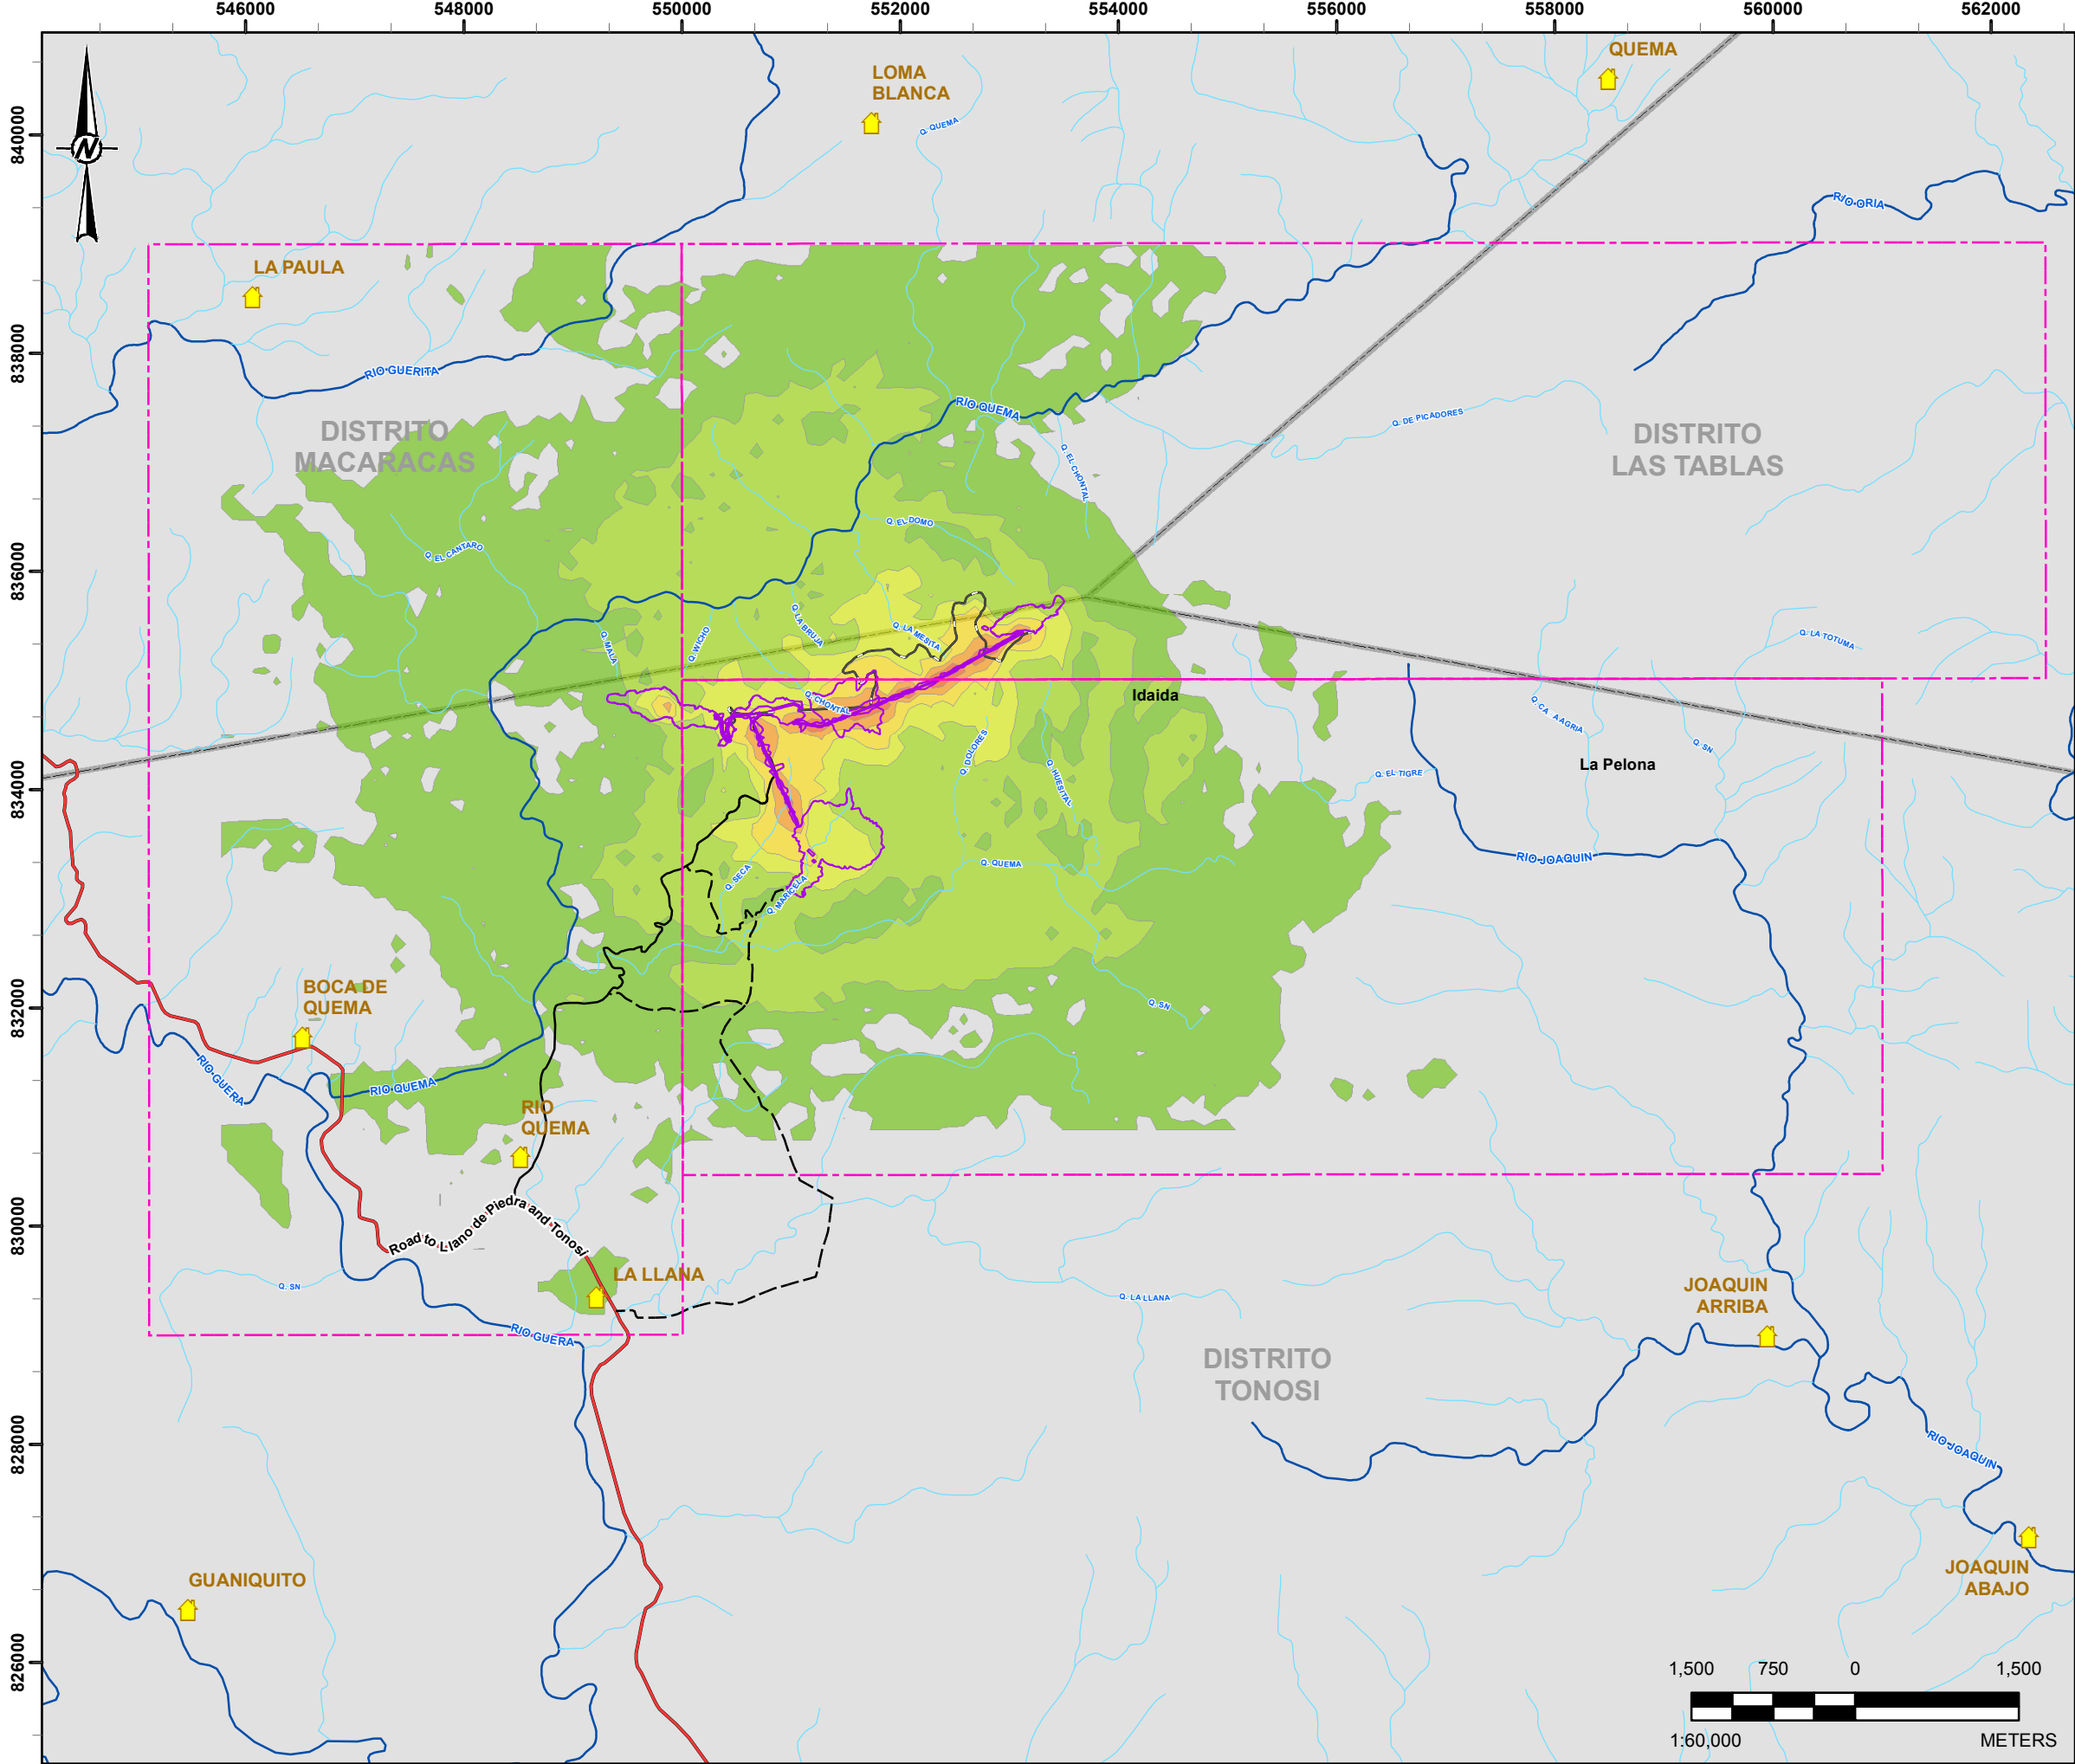 546000
548000
550000
552000
554000
556000
558000
560000
562000
840000
838000
836000
834000
832000
830000
828000
826000
N
QUEMA
LOMA
BLANCA
Q. QUEMA
RIO ORIA
LA PAULA
RIO GUERITA
RIO QUEMA
Q. DE PICADORES
DISTRITO
MACARACAS
DISTRITO
LAS TABLAS
Q. EL CHONTAL
Q. EL DOMO
Q. EL CANTARO
Q. MALA
Q. WICHO
Q. LA BRUJA
Q. LA MESITA
Q. LA TOTUMA
Idaida
Q. CHONTAL
Q. DOLORES
Q. HUESITAL
Q. SN
La Pelona
Q. EL TIGRE
RIO JOAQUIN
Q. QUEMA
Q. SECA
Q. MARICELA
BOCA DE
QUEMA
Q. SN
RIO GUERA
RIO QUEMA
RIO
QUEMA
Road to Llano de Piedra and Tonosi
LA LLANA
Q. SN
Q. LA LLANA
JOAQUIN
ARRIBA
RIO GUERA
DISTRITO
TONOSI
RIO JOAQUIN
JOAQUIN
ABAJO
GUANIQUITO
1,500
750
0
1,500
1:60,000
METERS